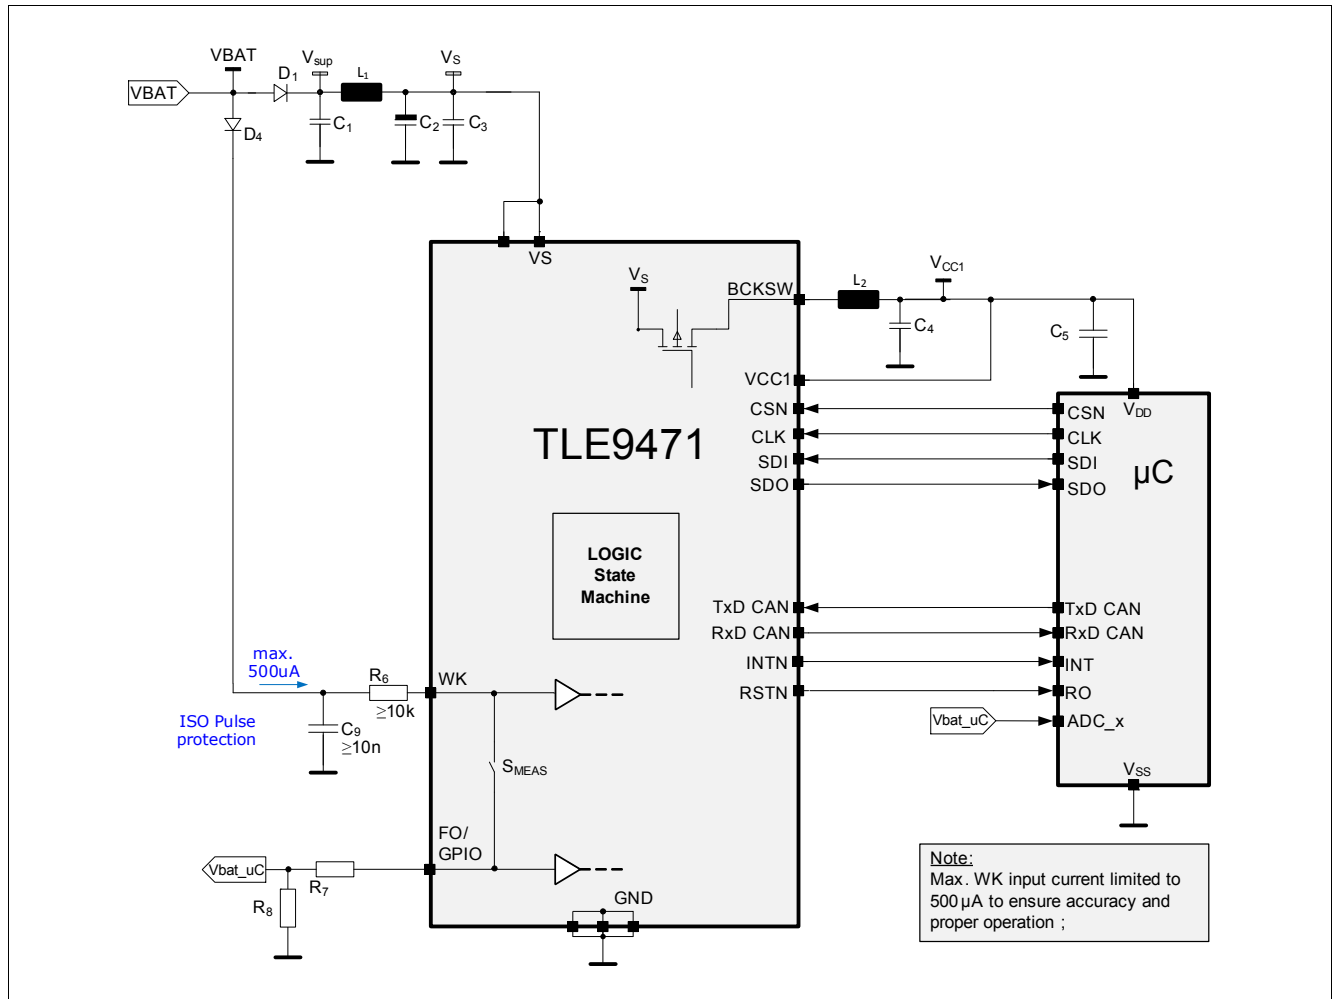 VBAT
VBAT
D1
Vsup
L1
VS
D4
C1
C2
C3
VS
VS
BCKSW
L2
VCC1
C4
C5
VCC1
CSN
CLK
SDI
SDO
TLE9471
VDD
CSN
CLK
SDI
SDO
µC
LOGIC
State
Machine
TxD CAN
RxD CAN
INTN
RSTN
TxD CAN
RxD CAN
INT
RO
ADC_x
Vbat_uC
VSS
max.
500uA
R6
≥10k
WK
ISO Pulse
protection
C9
≥10n
SMEAS
FO/
GPIO
Vbat_uC
R7
R8
GND
Note:
Max. WK input current limited to
500µA to ensure accuracy and
proper operation ;